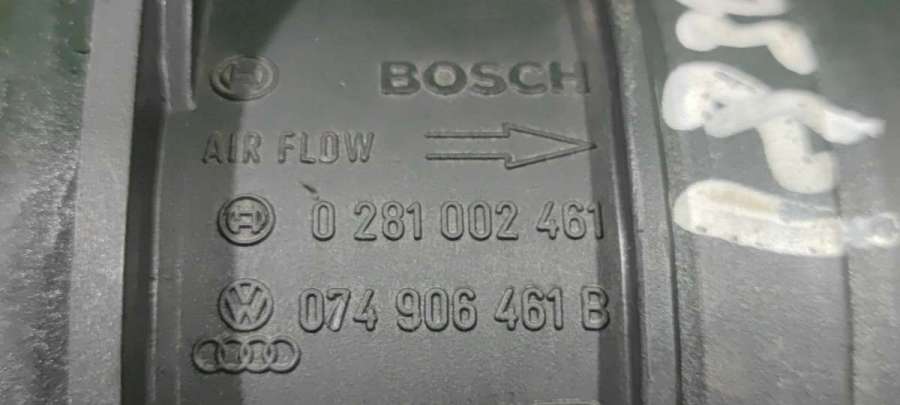 BOSCH
AIR FLOW
0 281 002 461
074 906 461 B